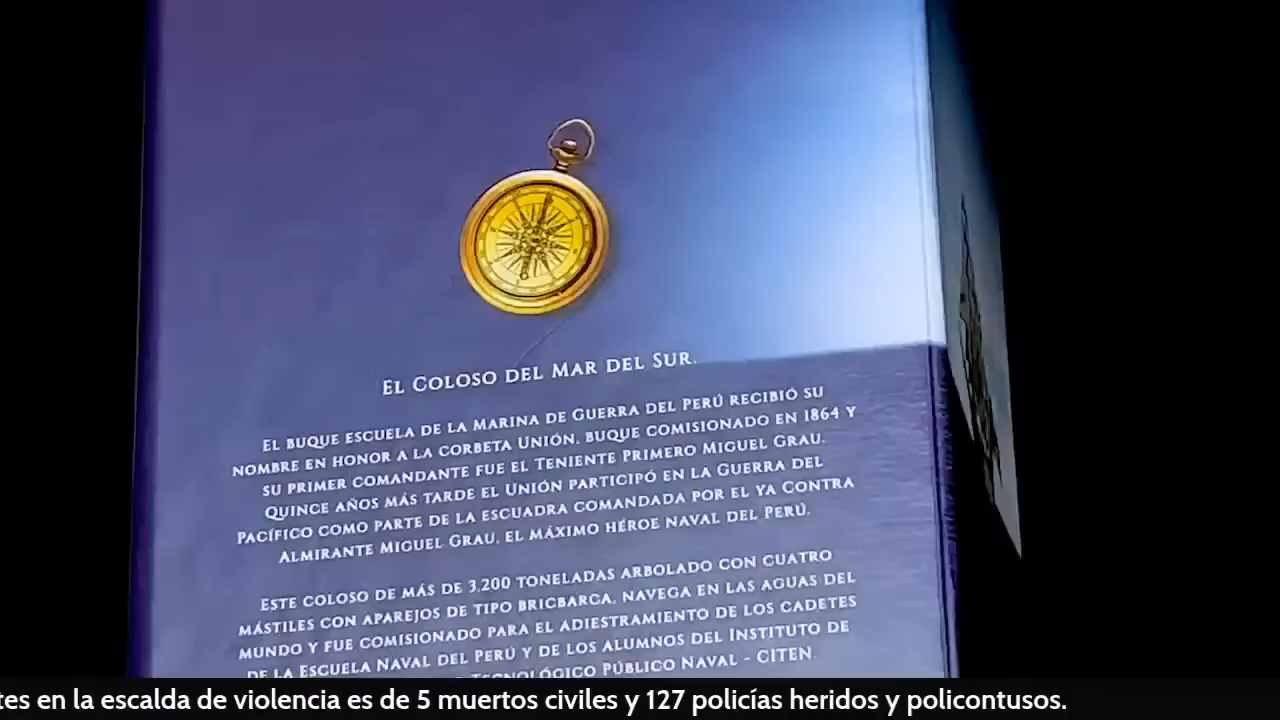 EL COLOSO DEL MAR DEL SUR.
EL BUQUE ESCUELA DE LA MARINA DE GUERRA DEL PERÚ RECIBIÓ SU
NOMBRE EN HONOR A LA CORBETA UNIÓN, BUQUE COMISIONADO EN 1864 Y
SU PRIMER COMANDANTE FUE EL TENIENTE PRIMERO MIGUEL GRAU.
QUINCE AÑOS MÁS TARDE EL UNIÓN PARTICIPÓ EN LA GUERRA DEL
PACÍFICO COMO PARTE DE LA ESCUADRA COMANDADA POR EL YA CONTRA
ALMIRANTE MIGUEL GRAU, EL MÁXIMO HÉROE NAVAL DEL PERÚ.
ESTE COLOSO DE MÁS DE 3,200 TONELADAS ARBOLADO CON CUATRO
MÁSTILES CON APAREJOS DE TIPO BRICBARCA, NAVEGA EN LAS AGUAS DEL
MUNDO Y FUE COMISIONADO PARA EL ADIESTRAMIENTO DE LOS CADETES
DE LA ESCUELA NAVAL DEL PERÚ Y DE LOS ALUMNOS DEL INSTITUTO DE
TECNOLÓGICO PÚBLICO NAVAL - CITEN
tes en la escalda de violencia es de 5 muertos civiles y 127 policías heridos y policontusos.